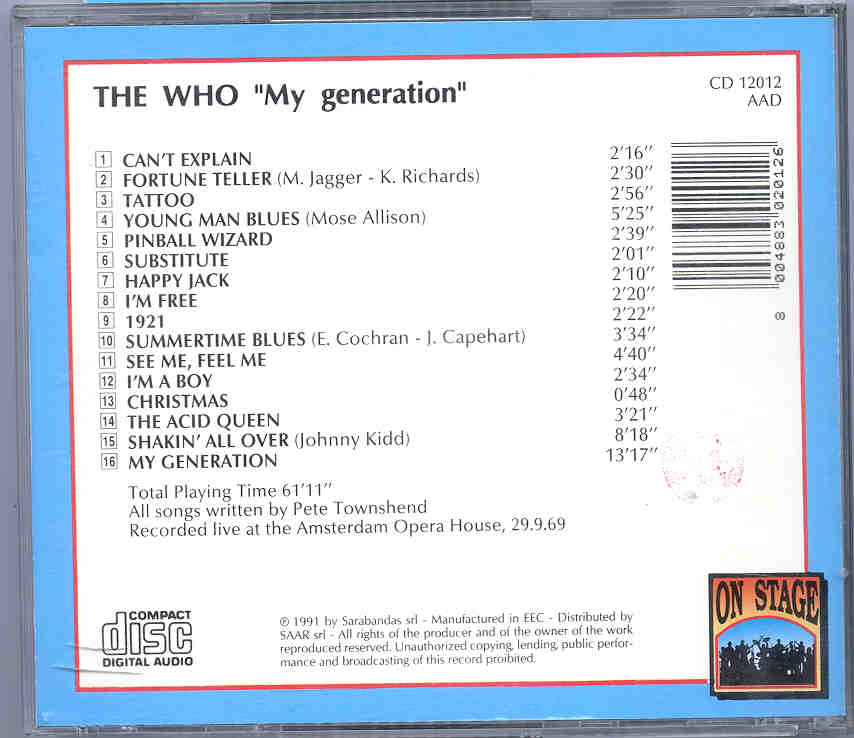 THE WHO "My generation"
CD 12012
AAD
1 CAN'T EXPLAIN 2'16''
2 FORTUNE TELLER (M. Jagger - K. Richards) 2'30''
3 TATTOO 2'56''
4 YOUNG MAN BLUES (Mose Allison) 5'25''
5 PINBALL WIZARD 2'39''
6 SUBSTITUTE 2'01''
7 HAPPY JACK 2'10''
8 I'M FREE 2'20''
9 1921 2'22''
10 SUMMERTIME BLUES (E. Cochran - J. Capehart) 3'34''
11 SEE ME, FEEL ME 4'40''
12 I'M A BOY 2'34''
13 CHRISTMAS 0'48''
14 THE ACID QUEEN 3'21''
15 SHAKIN' ALL OVER (Johnny Kidd) 8'18''
16 MY GENERATION 13'17''
8 004883 020126
Total Playing Time 61'11''
All songs written by Pete Townshend
Recorded live at the Amsterdam Opera House, 29.9.69
COMPACT
disc
DIGITAL AUDIO
℗ 1991 by Sarabandas srl - Manufactured in EEC - Distributed by
SAAR srl - All rights of the producer and of the owner of the work
reproduced reserved. Unauthorized copying, lending, public perfor-
mance and broadcasting of this record proibited.
ON STAGE